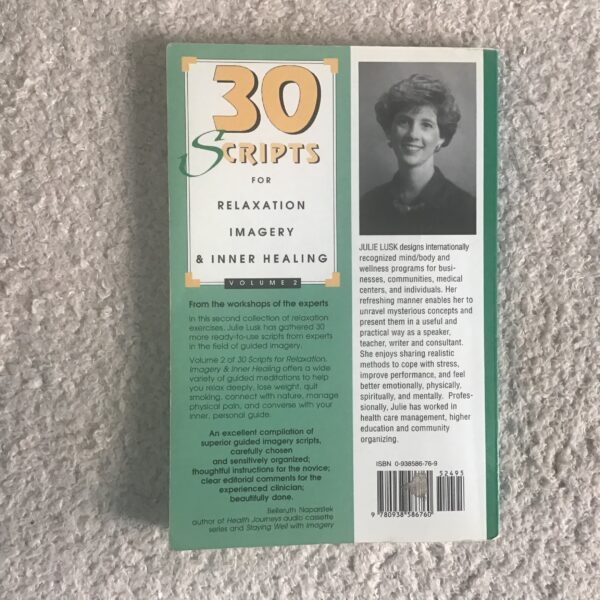 30
SCRIPTS
FOR
RELAXATION
IMAGERY
& INNER HEALING
VOLUME 2
From the workshops of the experts
In this second collection of relaxation
exercises, Julie Lusk has gathered 30
more ready-to-use scripts from experts
in the field of guided imagery.
Volume 2 of 30 Scripts for Relaxation,
Imagery & Inner Healing offers a wide
variety of guided meditations to help
you relax deeply, lose weight, quit
smoking, connect with nature, manage
physical pain, and converse with your
inner, personal guide.
An excellent compilation of
superior guided imagery scripts,
carefully chosen
and sensitively organized;
thoughtful instructions for the novice;
clear editorial comments for the
experienced clinician;
beautifully done.
Belleruth Naparstek
author of Health Journeys audio cassette
series and Staying Well with Imagery
JULIE LUSK designs internationally
recognized mind/body and
wellness programs for busi-
nesses, communities, medical
centers, and individuals. Her
refreshing manner enables her to
unravel mysterious concepts and
present them in a useful and
practical way as a speaker,
teacher, writer and consultant.
She enjoys sharing realistic
methods to cope with stress,
improve performance, and feel
better emotionally, physically,
spiritually, and mentally. Profes-
sionally, Julie has worked in
health care management, higher
education and community
organizing.
ISBN 0-938586-76-9
52495
9 780938 586760